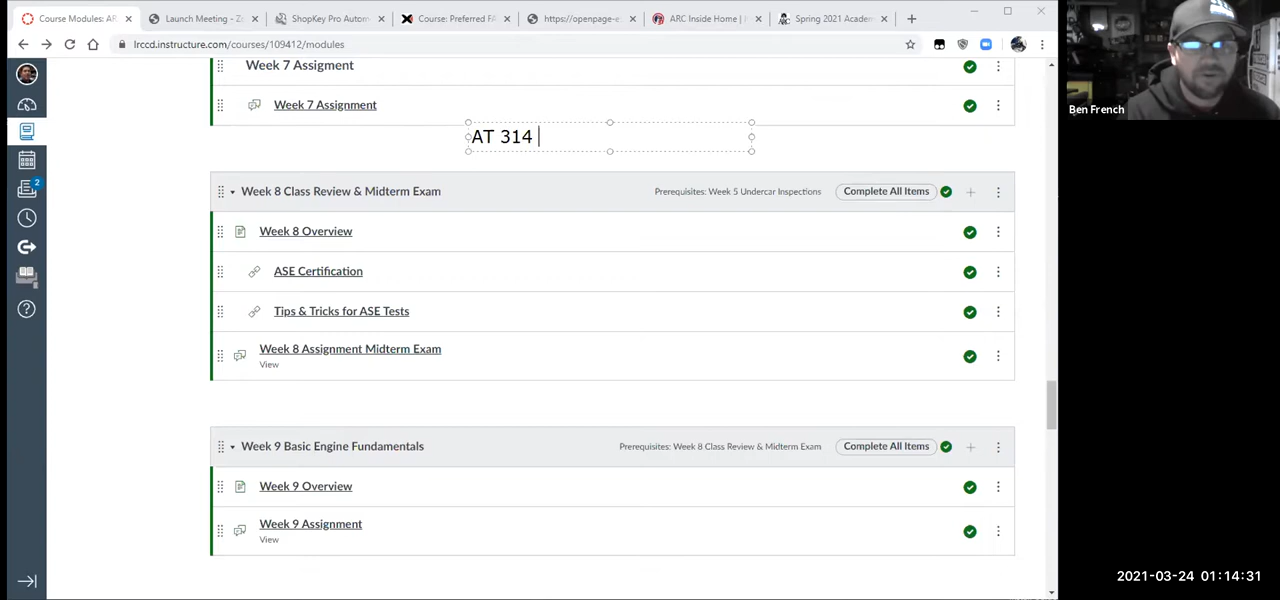 Course Modules: AR
Launch Meeting - Zo
ShopKey Pro Autom
Course: Preferred FA
https://openpage-e
ARC Inside Home | H
Spring 2021 Academ
lrccd.instructure.com/courses/109412/modules
Ben French
Week 7 Assigment
Week 7 Assignment
AT 314
2
Week 8 Class Review & Midterm Exam
Prerequisites: Week 5 Undercar Inspections
Complete All Items
Week 8 Overview
ASE Certification
Tips & Tricks for ASE Tests
Week 8 Assignment Midterm Exam
View
Week 9 Basic Engine Fundamentals
Prerequisites: Week 8 Class Review & Midterm Exam
Complete All Items
Week 9 Overview
Week 9 Assignment
View
2021-03-24 01:14:31